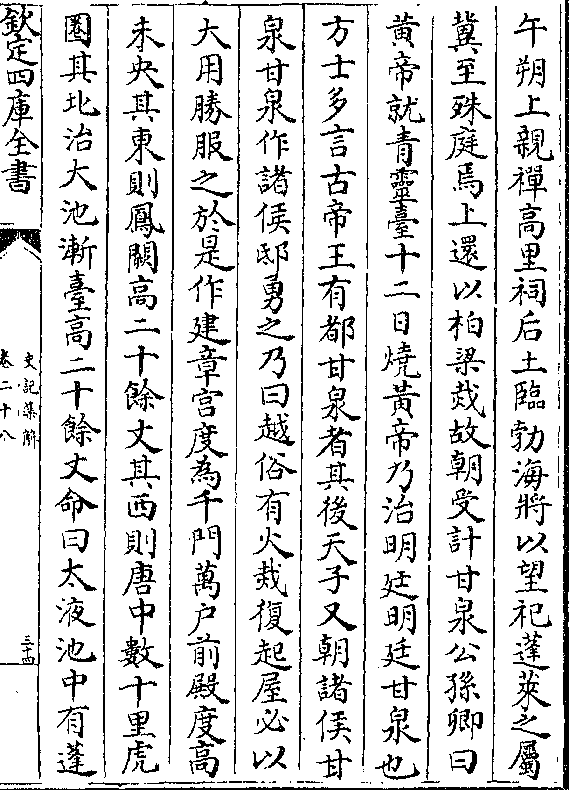 午朔上親禪高里祠后土臨勃海將以望祀蓬萊之屬
冀至殊庭焉上還以柏梁烖故朝受計甘泉公孫卿曰
黃帝就青靈臺十二日燒黃帝乃治明廷明廷甘泉也
方士多言古帝王有都甘泉者其後天子又朝諸侯甘
泉甘泉作諸侯邸勇之乃曰越俗有火烖復起屋必以
大用勝服之於是作建章宫度為千門萬户前殿度高
未央其東則鳳闕高二十餘丈其西則唐中數十里虎
圈其北治大池漸臺高二十餘丈命曰太液池中有蓬
欽定四庫全書
史記集解
卷二十八
三十四